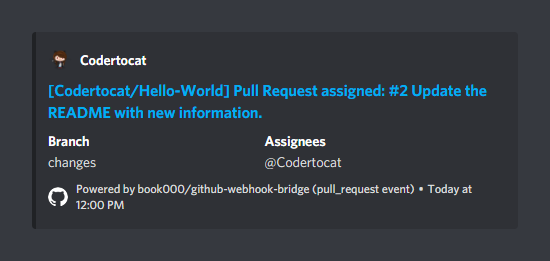 Codertocat
[Codertocat/Hello-World] Pull Request assigned: #2 Update the
README with new information.
Branch
Assignees
changes
@Codertocat
Powered by book000/github-webhook-bridge (pull_request event) • Today at
12:00 PM